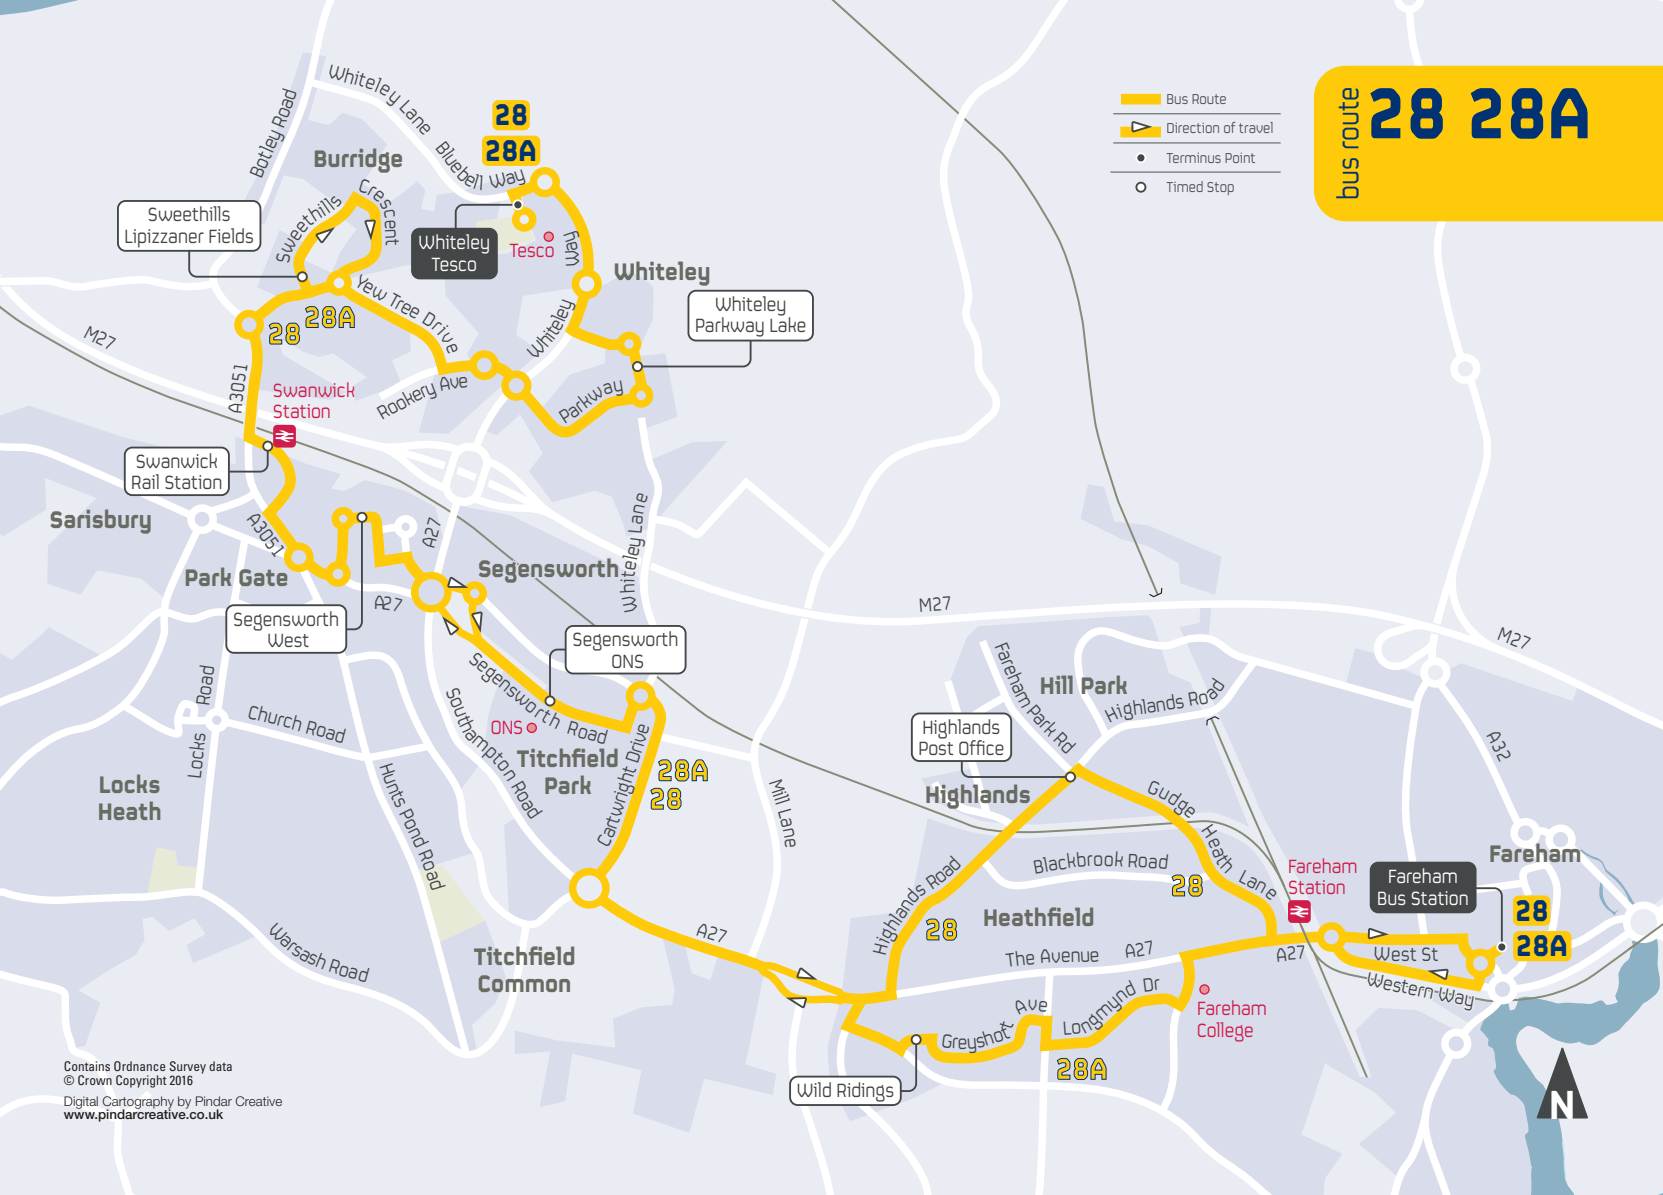 bus route
28 28A
Bus Route
Direction of travel
Terminus Point
Timed Stop
Whiteley Lane
Botley Road
Burridge
28
28A
Bluebell Way
Sweethills
Crescent
Sweethills
Lipizzaner Fields
Whiteley
Tesco
Tesco
Whiteley
Way
Whiteley
Whiteley
Parkway Lake
Yew Tree Drive
28
28A
M27
A3051
Rookery Ave
Parkway
Swanwick
Station
Swanwick
Rail Station
Sarisbury
A3051
A27
Whiteley Lane
Park Gate
Segensworth
A27
Segensworth
West
Segensworth
ONS
M27
M27
Segensworth Road
ONS
Titchfield
Park
Southampton Road
Cartwright Drive
28A
28
Locks
Road
Church Road
Locks
Heath
Hunts Pond Road
Mill Lane
Fareham Park Rd
Hill Park
Highlands Road
Highlands
Post Office
Highlands
Gudge
Heath
Lane
A32
Fareham
Blackbrook Road
28
Fareham
Station
Fareham
Bus Station
28
28A
Highlands Road
28
Heathfield
The Avenue
A27
A27
West St
Western Way
A27
Warsash Road
Titchfield
Common
Fareham
College
Greyshott
Ave
Longmynd Dr
28A
Wild Ridings
N
Contains Ordnance Survey data
© Crown Copyright 2016
Digital Cartography by Pindar Creative
www.pindarcreative.co.uk